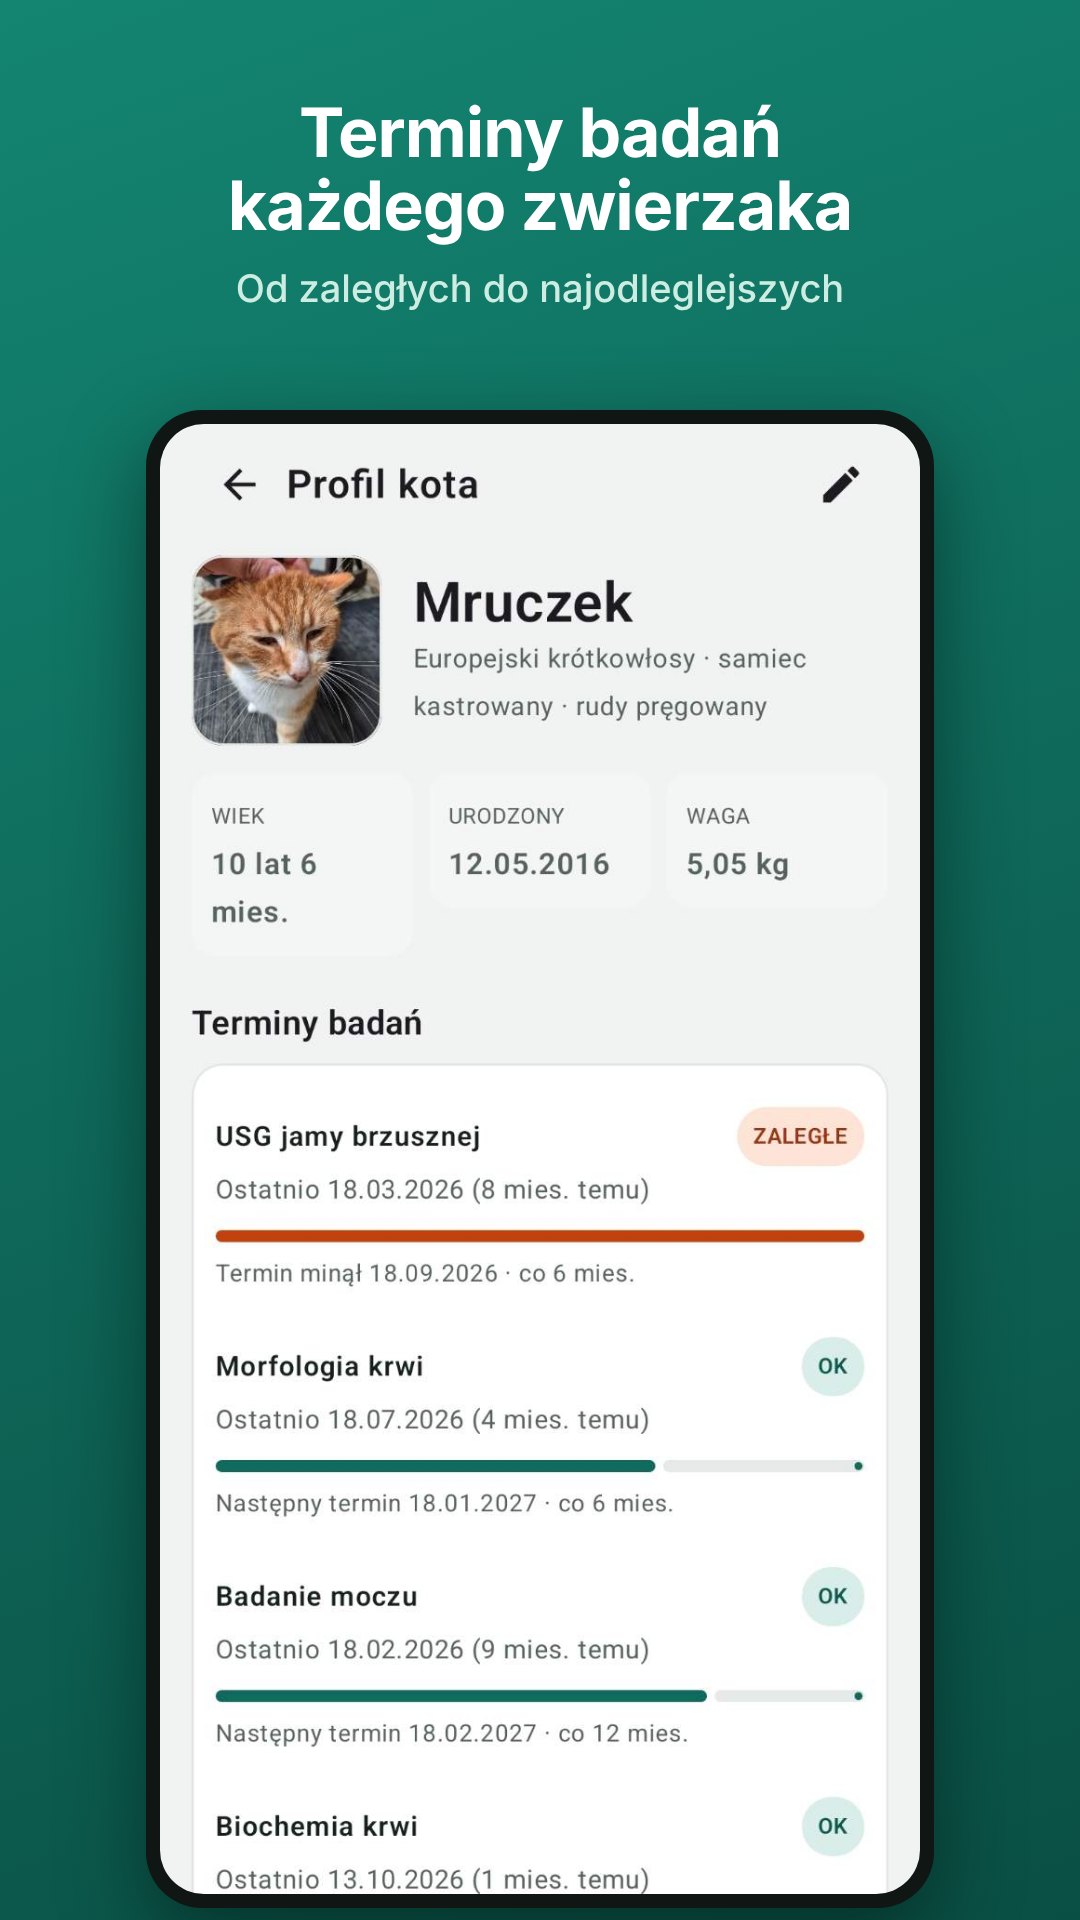 Terminy badań
każdego zwierzaka
Od zaległych do najodleglejszych
Profil kota
Mruczek
Europejski krótkowłosy · samiec
kastrowany · rudy pręgowany
WIEK
10 lat 6
mies.
URODZONY
12.05.2016
WAGA
5,05 kg
Terminy badań
USG jamy brzusznej
ZALEGŁE
Ostatnio 18.03.2026 (8 mies. temu)
Termin minął 18.09.2026 · co 6 mies.
Morfologia krwi
OK
Ostatnio 18.07.2026 (4 mies. temu)
Następny termin 18.01.2027 · co 6 mies.
Badanie moczu
OK
Ostatnio 18.02.2026 (9 mies. temu)
Następny termin 18.02.2027 · co 12 mies.
Biochemia krwi
OK
Ostatnio 13.10.2026 (1 mies. temu)